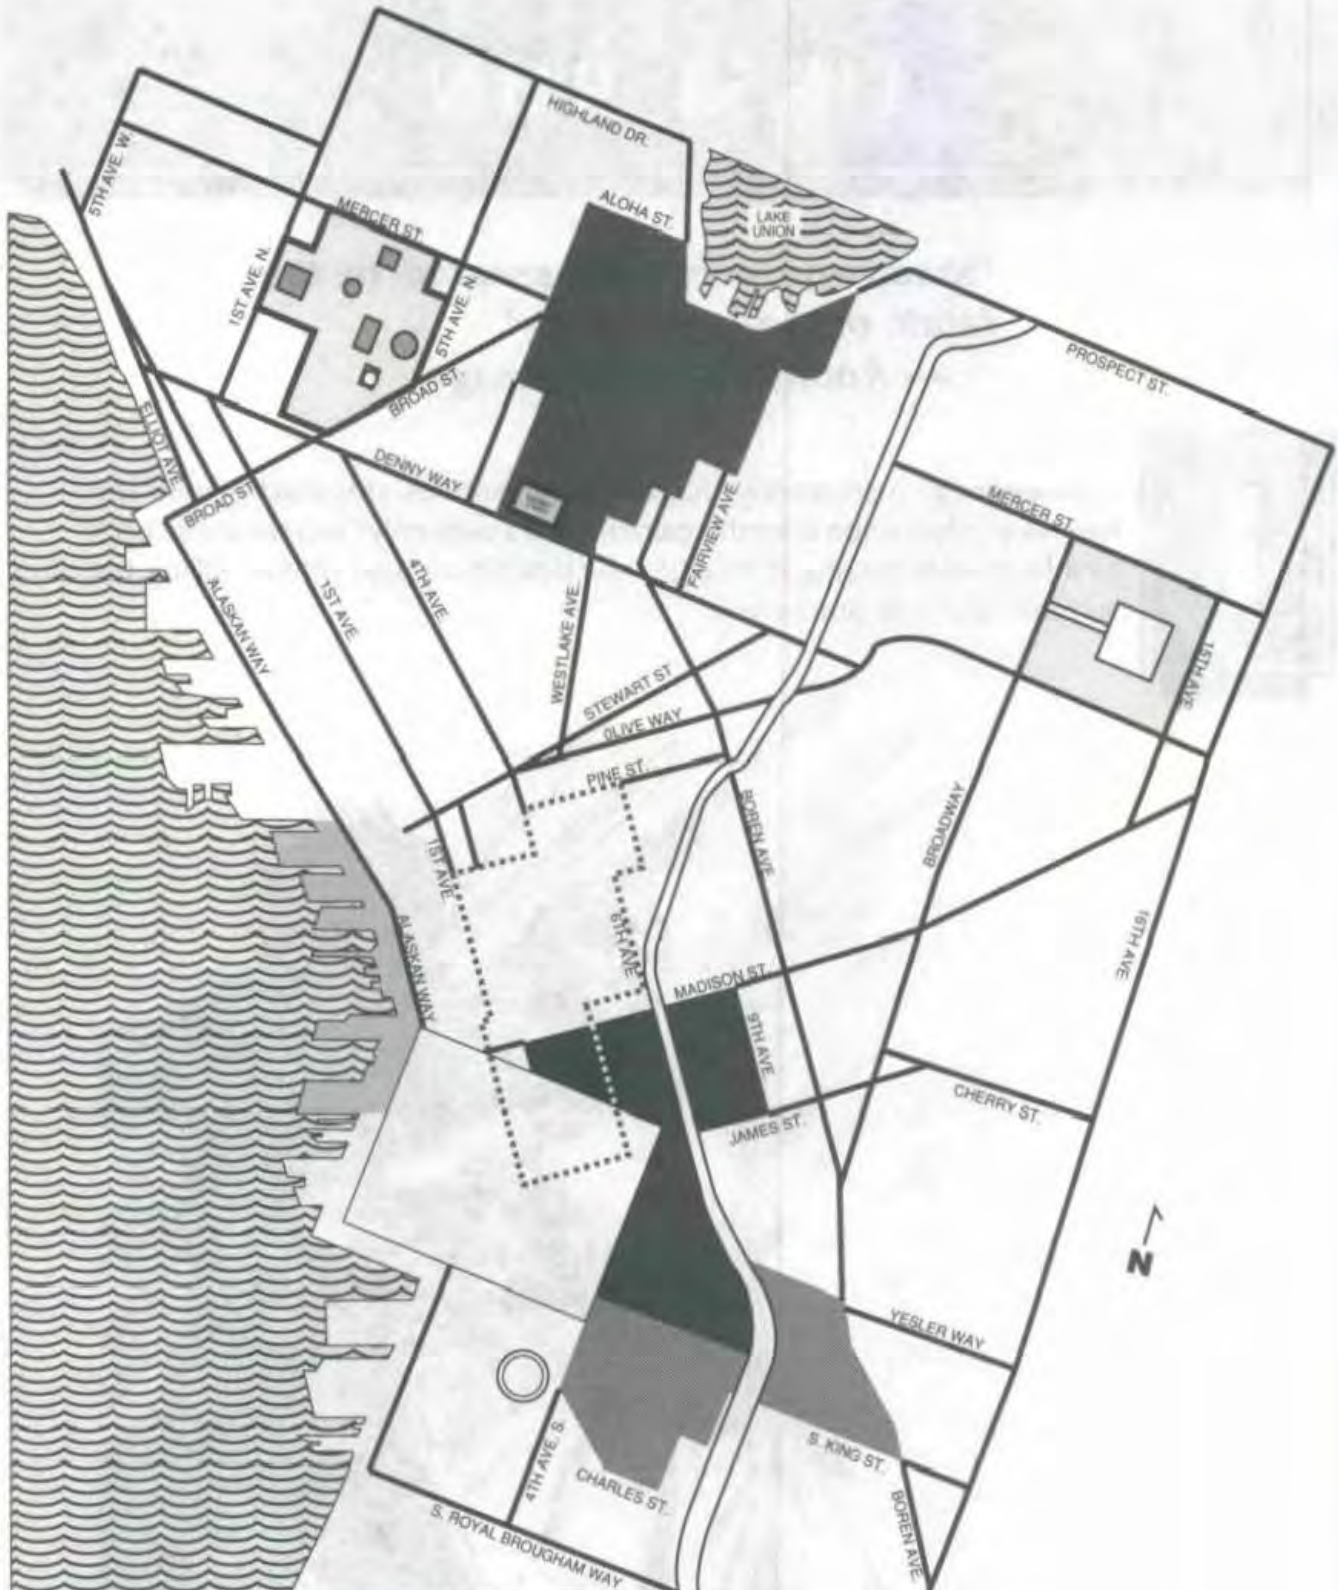 HIGHLAND DR.
5TH AVE. W.
ALOHA ST.
LAKE
UNION
MERCER ST.
1ST AVE. N.
5TH AVE. N.
BROAD ST.
PROSPECT ST.
ELLIOT AVE.
DENNY WAY
BROAD ST.
MERCER ST.
FAIRVIEW AVE.
4TH AVE
1ST AVE
ALASKAN WAY
WESTLAKE AVE.
15TH AVE
STEWART ST
OLIVE WAY
PINE ST.
BOREN AVE
BROADWAY
1ST AVE.
6TH AVE
16TH AVE
ALASKAN WAY
MADISON ST.
9TH AVE.
CHERRY ST.
JAMES ST.
N
YESLER WAY
S. KING ST.
4TH AVE. S.
CHARLES ST.
BOREN AVE.
S. ROYAL BROUGHAM WAY